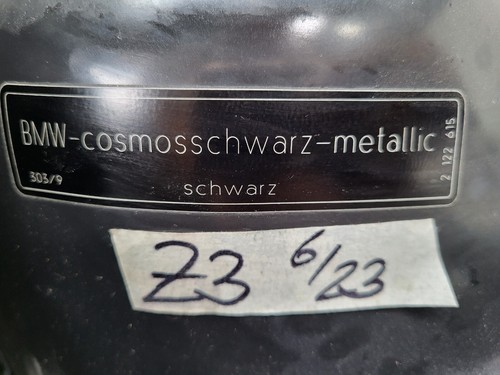 BMW-cosmosschwarz-metallic
303/9
schwarz
2 122 615
Z3 6/23